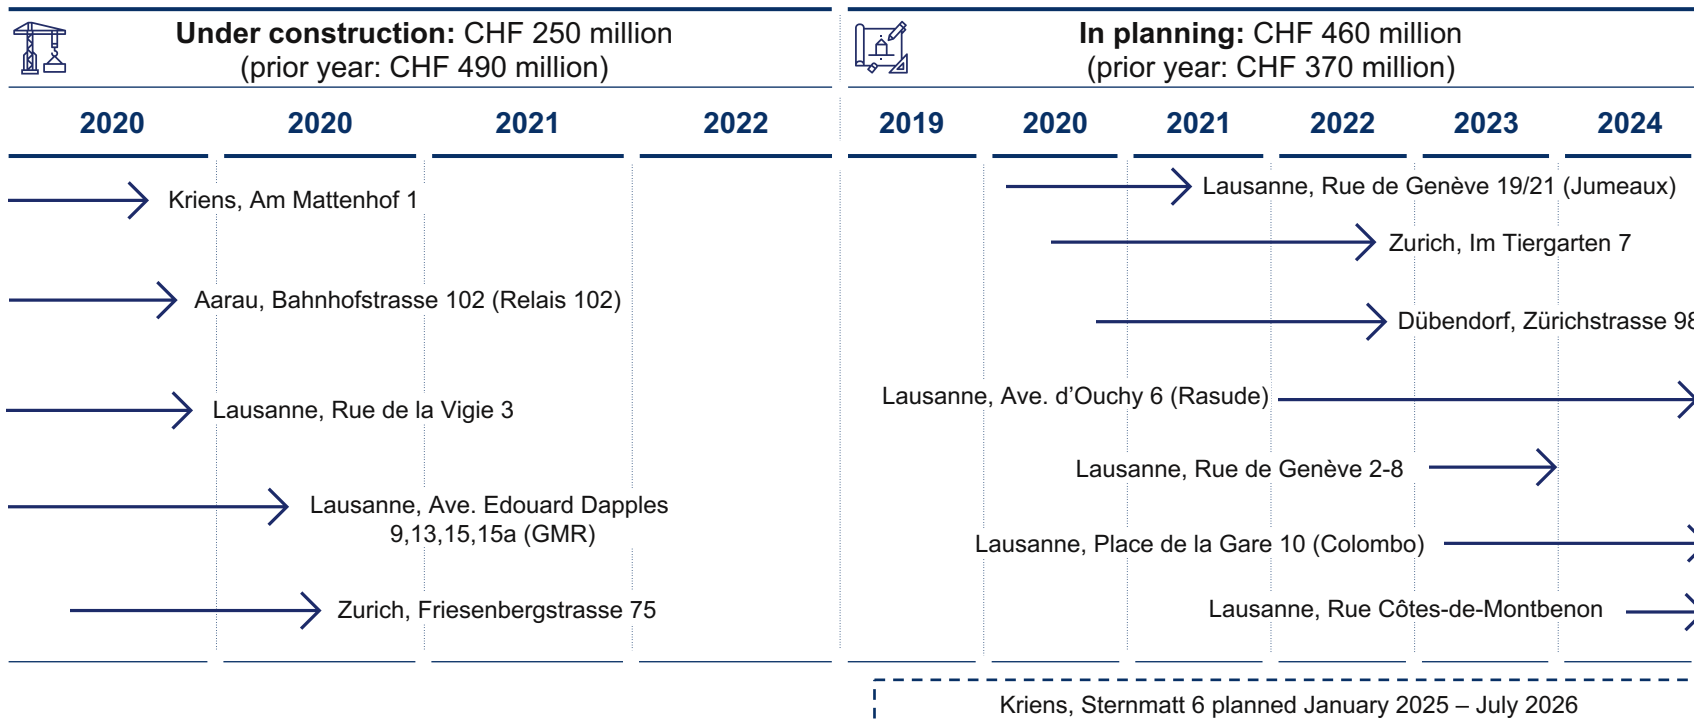 Under construction: CHF 250 million
(prior year: CHF 490 million)
2020
2020
2021
2022
Kriens, Am Mattenhof 1
Aarau, Bahnhofstrasse 102 (Relais 102)
Lausanne, Rue de la Vigie 3
Lausanne, Ave. Edouard Dapples
9,13,15,15a (GMR)
Zurich, Friesenbergstrasse 75
In planning: CHF 460 million
(prior year: CHF 370 million)
2019
2020
2021
2022
2023
2024
Lausanne, Rue de Genève 19/21 (Jumeaux)
Zurich, Im Tiergarten 7
Dübendorf, Zürichstrasse 98
Lausanne, Ave. d'Ouchy 6 (Rasude)
Lausanne, Rue de Genève 2-8
Lausanne, Place de la Gare 10 (Colombo)
Lausanne, Rue Côtes-de-Montbenon
Kriens, Sternmatt 6 planned January 2025 – July 2026